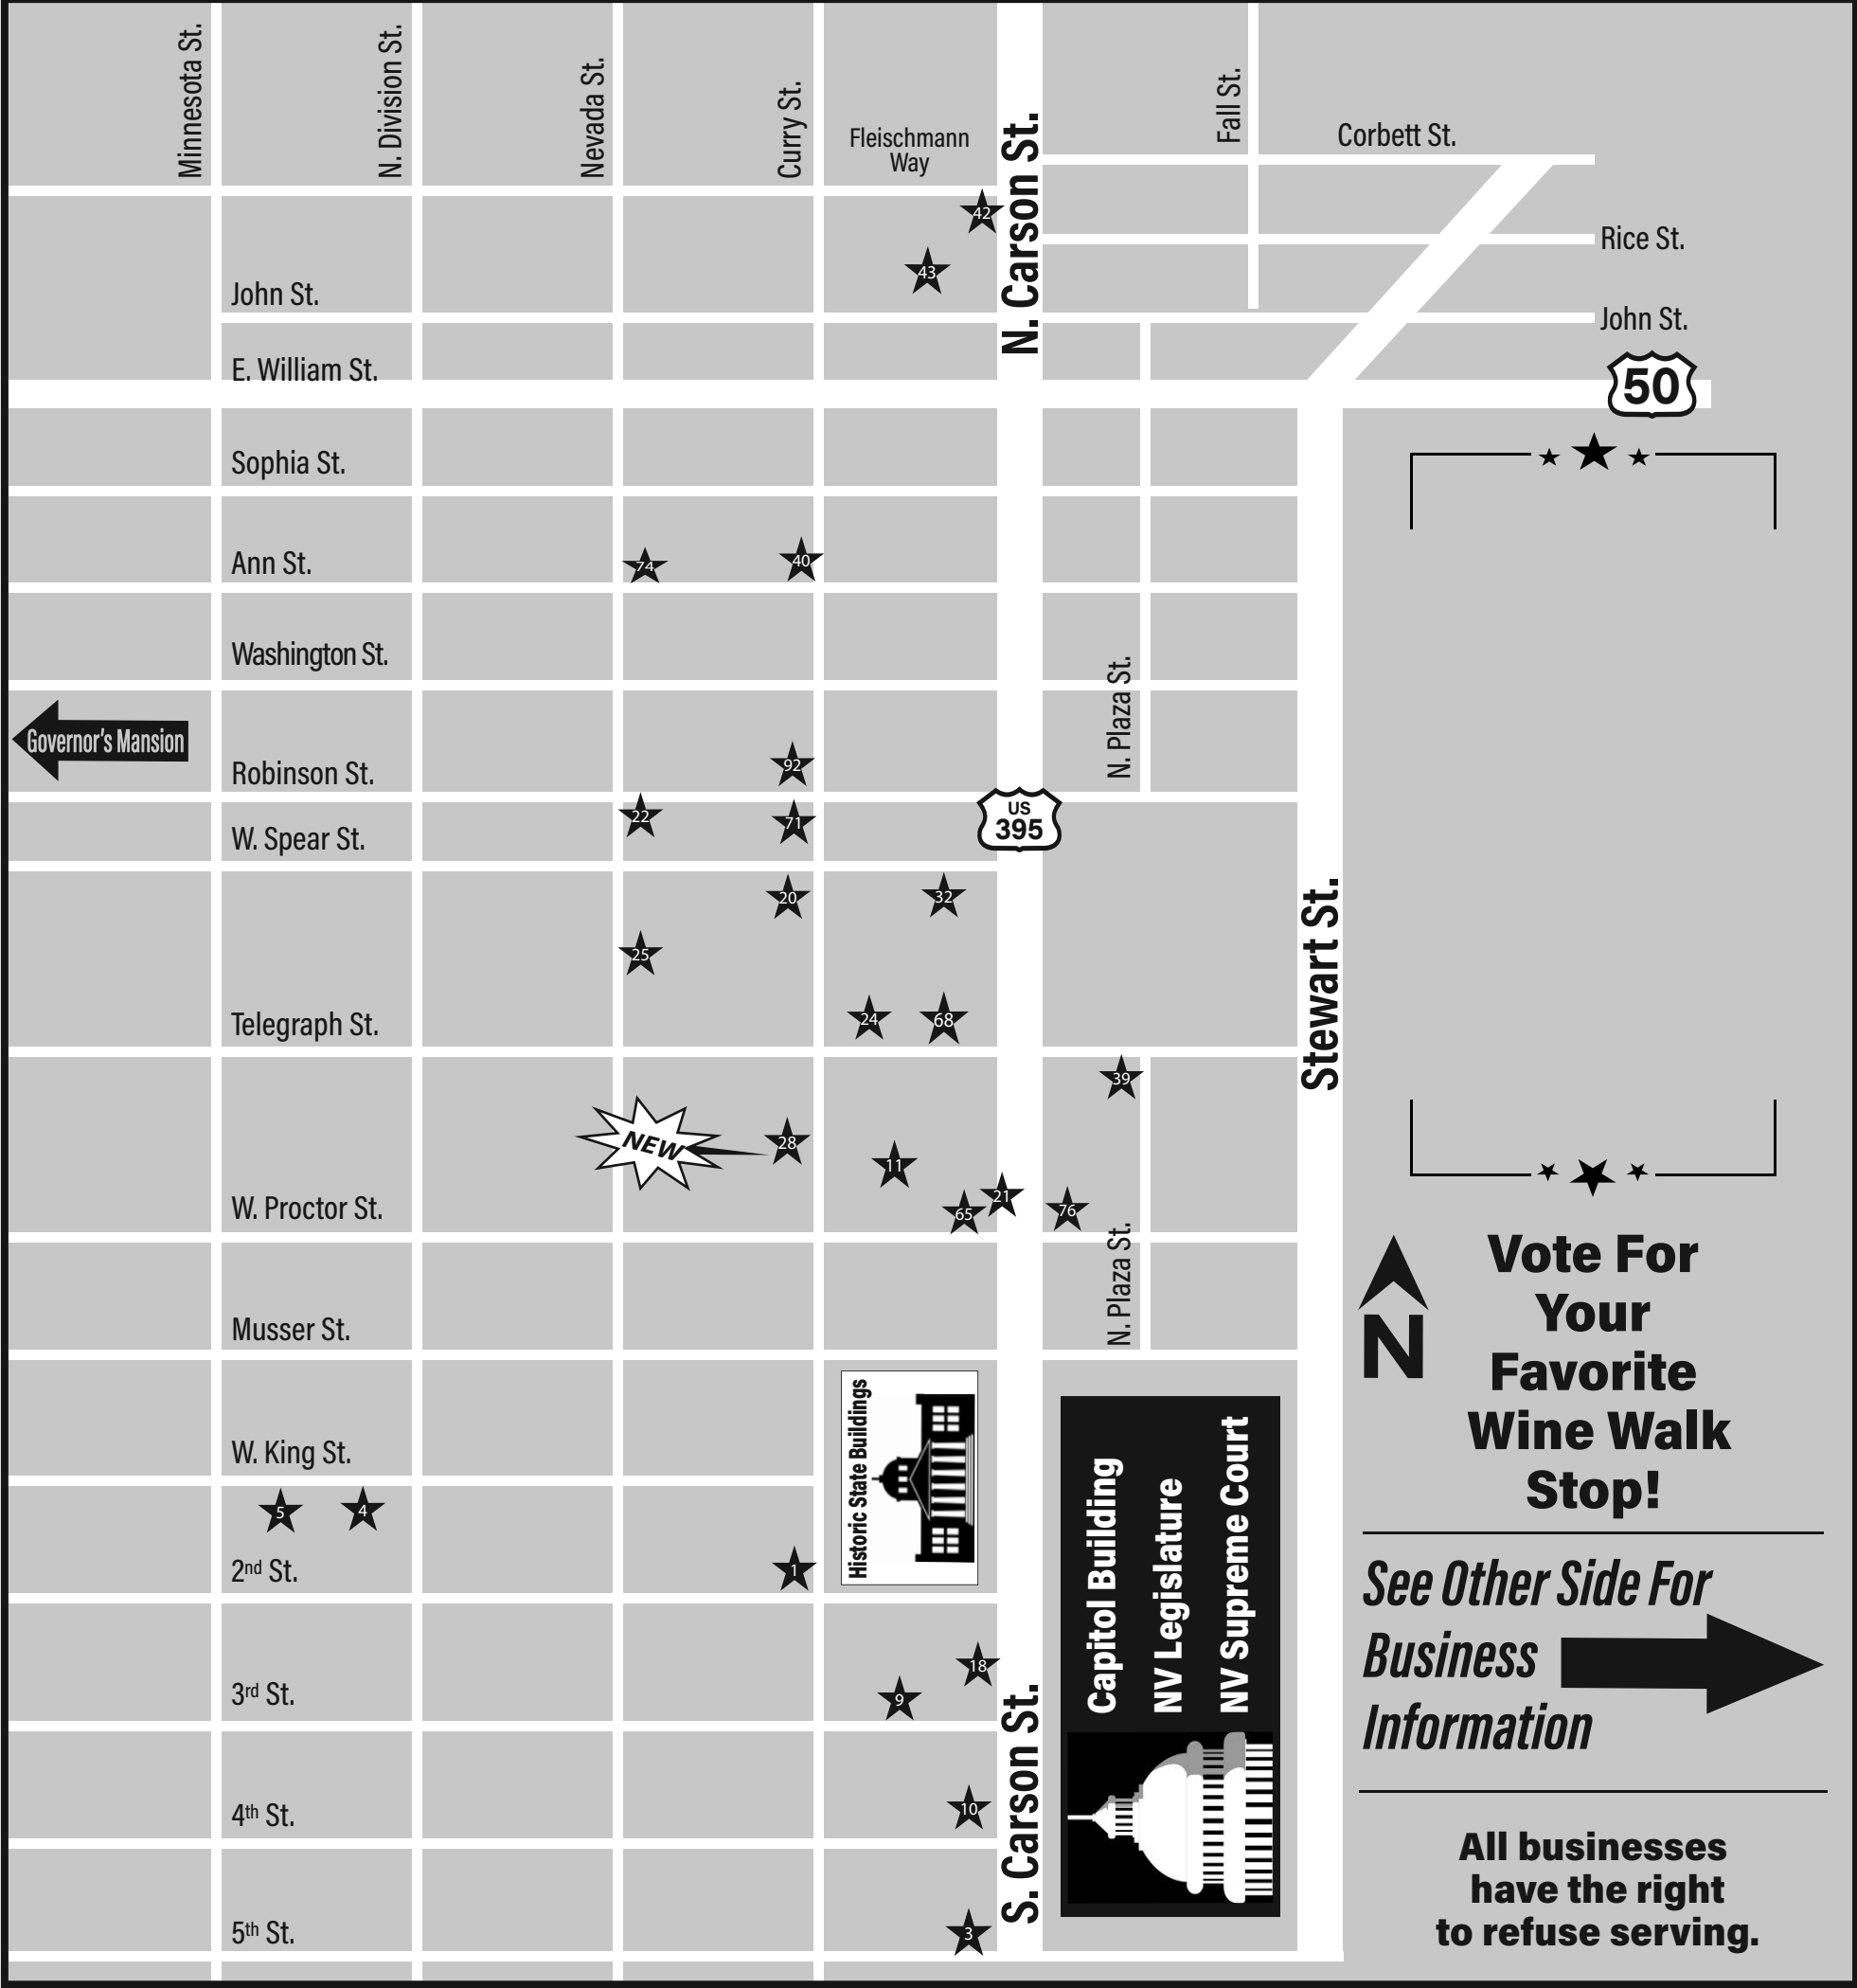 Minnesota St.
N. Division St.
Nevada St.
Curry St.
Fleischmann
Way
N. Carson St.
Fall St.
Corbett St.
42
Rice St.
43
John St.
John St.
E. William St.
50
Sophia St.
Ann St.
74
40
Washington St.
N. Plaza St.
Governor's Mansion
Robinson St.
92
22
71
US
395
W. Spear St.
20
32
Stewart St.
25
Telegraph St.
24
68
39
NEW
28
11
W. Proctor St.
65
21
76
N. Plaza St.
Musser St.
N
Vote For
Your
Favorite
Wine Walk
Stop!
Historic State Buildings
W. King St.
5
4
2nd St.
1
Capitol Building
NV Legislature
NV Supreme Court
See Other Side For
Business
Information
18
9
3rd St.
S. Carson St.
10
4th St.
3
5th St.
All businesses
have the right
to refuse serving.